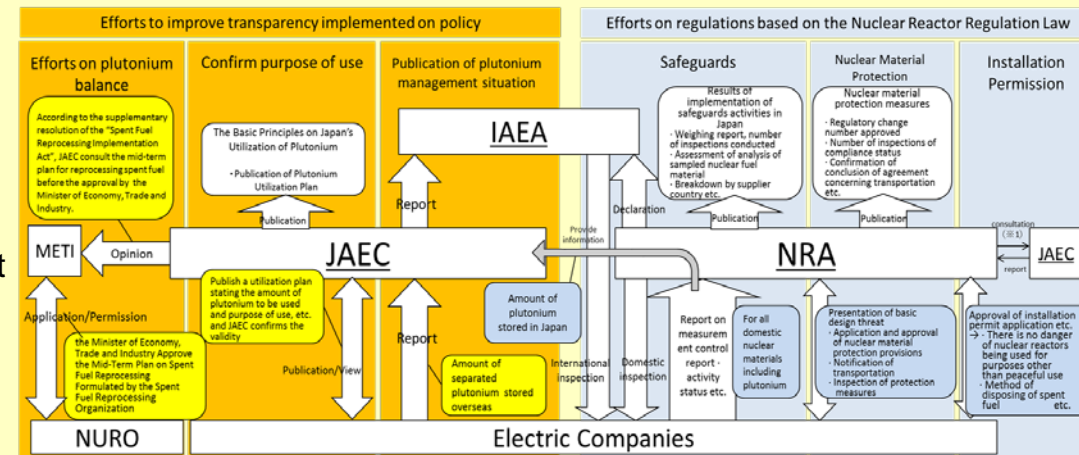 Efforts to improve transparency implemented on policy
Efforts on regulations based on the Nuclear Reactor Regulation Law
Efforts on plutonium
balance
Confirm purpose of use
Publication of plutonium
management situation
Safeguards
Nuclear Material
Protection
Installation
Permission
According to the supplementary
resolution of the "Spent Fuel
Reprocessing Implementation
Act", JAEC consult the mid-term
plan for reprocessing spent fuel
before the approval by the
Minister of Economy, Trade and
Industry.
The Basic Principles on Japan's
Utilization of Plutonium
・Publication of Plutonium
Utilization Plan
IAEA
Results of
implementation of
safeguards activities in
Japan
・Weighing report, number
of inspections conducted
・Assessment of analysis of
sampled nuclear fuel
material
・Breakdown by supplier
country etc.
Nuclear material
protection measures
・Regulatory change
number approved
・Number of inspections of
compliance status
・Confirmation of
conclusion of agreement
concerning transportation
etc.
Publication
Report
Declaration
Publication
Publication
Provide
information
consultation
(※1)
report
METI
Opinion
JAEC
NRA
JAEC
t
Application/Permission
the Minister of Economy,
Trade and Industry Approve
the Mid-Term Plan on Spent
Fuel Reprocessing
Formulated by the Spent
Fuel Reprocessing
Organization
Publish a utilization plan
stating the amount of
plutonium to be used
and purpose of use, etc.
and JAEC confirms the
validity
Publication/View
Report
Amount of
separated
plutonium stored
overseas
Amount of
plutonium
stored in Japan
International
inspection
Domestic
inspection
Report on
measurem
ent control
report ・
activity
status etc.
For all
domestic
nuclear
materials
including
plutonium
Presentation of basic
design threat
・Application and approval
of nuclear material
protection provisions
・Notification of
transportation
・Inspection of protection
measures
Approval of installation
permit application etc.
→ ・There is no danger
of nuclear reactors
being used for
purposes other
than peaceful use
・Method of
disposing of spent
fuel etc.
NURO
Electric Companies